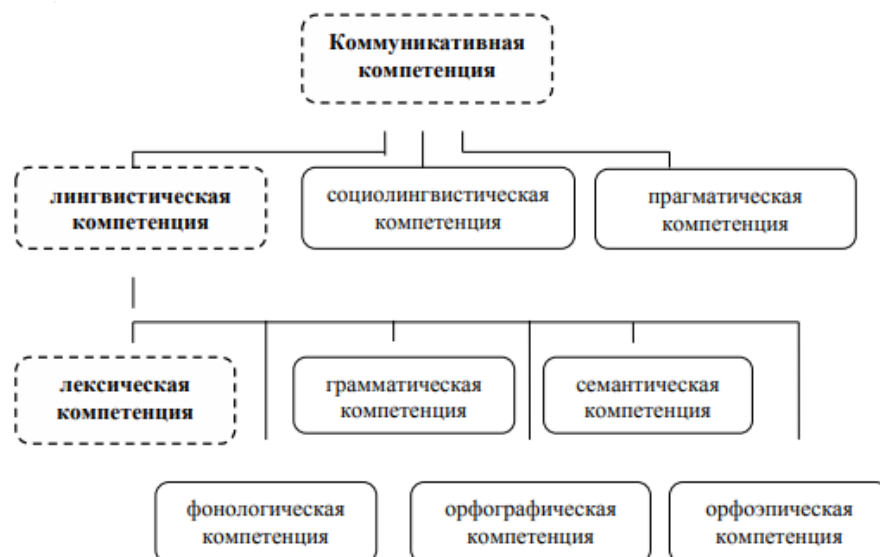 Коммуникативная
компетенция
лингвистическая
компетенция
социолингвистическая
компетенция
прагматическая
компетенция
лексическая
компетенция
грамматическая
компетенция
семантическая
компетенция
фонологическая
компетенция
орфографическая
компетенция
орфоэпическая
компетенция